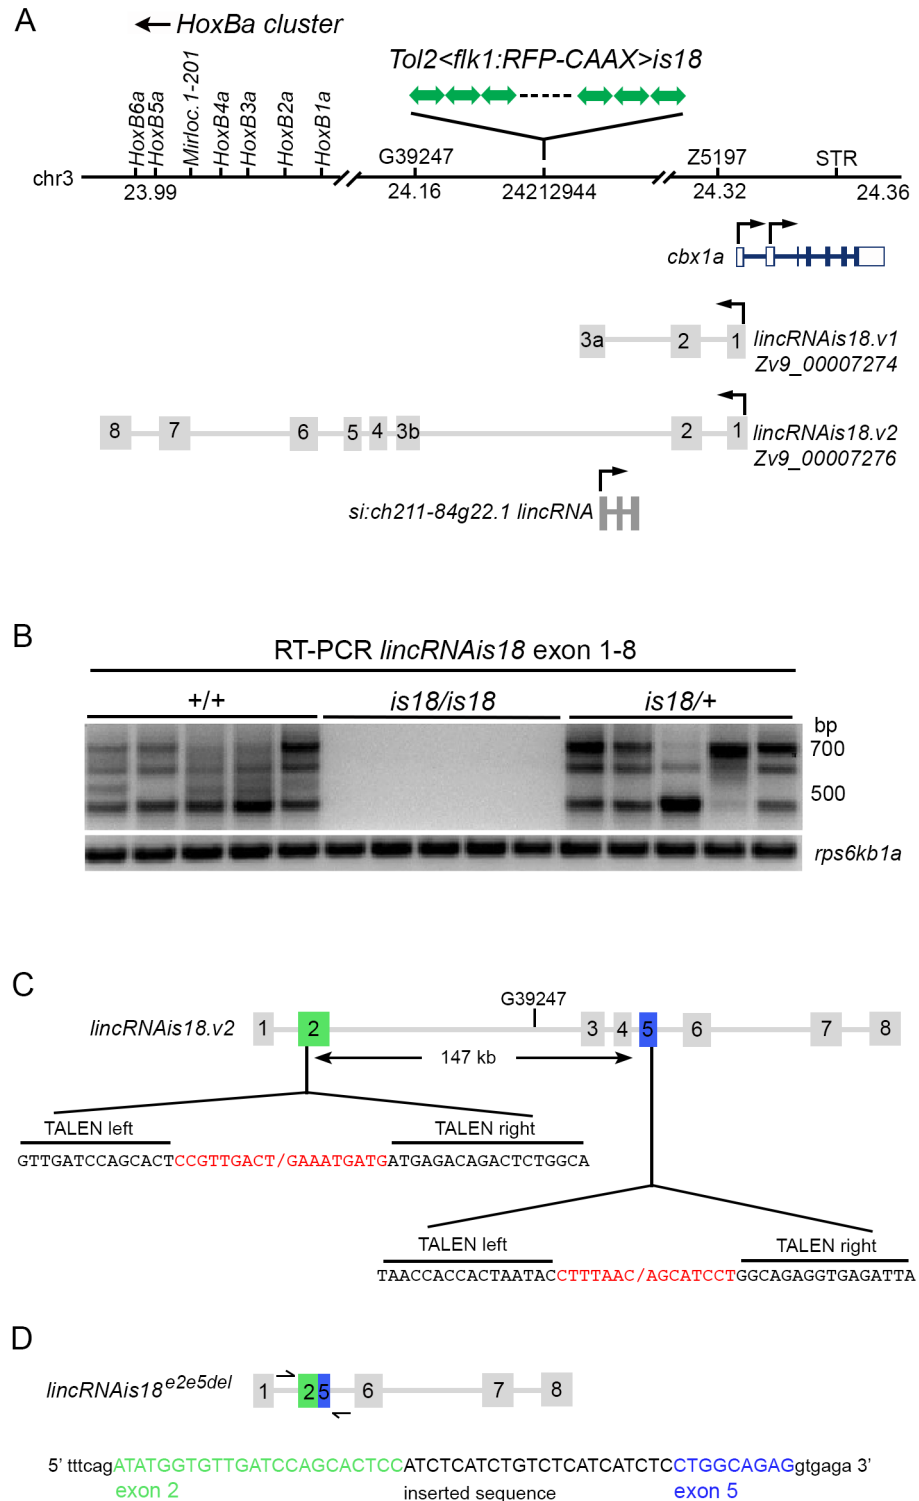 A
HoxBa cluster
Tol2<flk1:RFP-CAAX>is18
HoxB6a
HoxB5a
Mirloc.1-201
HoxB4a
HoxB3a
HoxB2a
HoxB1a
G39247 Z5197 STR
chr3
23.99 24.16 24212944 24.32 24.36
cbx1a
3a 2 1 lincRNAis18.v1
Zv9_00007274
8 7 6 5 4 3b 2 1 lincRNAis18.v2
Zv9_00007276
si:ch211-84g22.1 lincRNA
B
RT-PCR lincRNAis18 exon 1-8
+/+ is18/is18 is18/+
bp
700
500
rps6kb1a
C
G39247
lincRNAis18.v2 1 2 3 4 5 6 7 8
147 kb
TALEN left TALEN right
GTTGATCCAGCACTCCGTTGACT/GAAATGATGATGAGACAGACTCTGGCA
TALEN left TALEN right
TAACCACCACTAATACCTTTAAC/AGCATCCTGGCAGAGGTGAGATTA
D
lincRNAis18e2e5del 1 2 5 6 7 8
5' tttcagATATGGTGTTGATCCAGCACTCCATCTCATCTGTCTCATCATCTCCTGGCAGAGgtgaga 3'
exon 2 inserted sequence exon 5